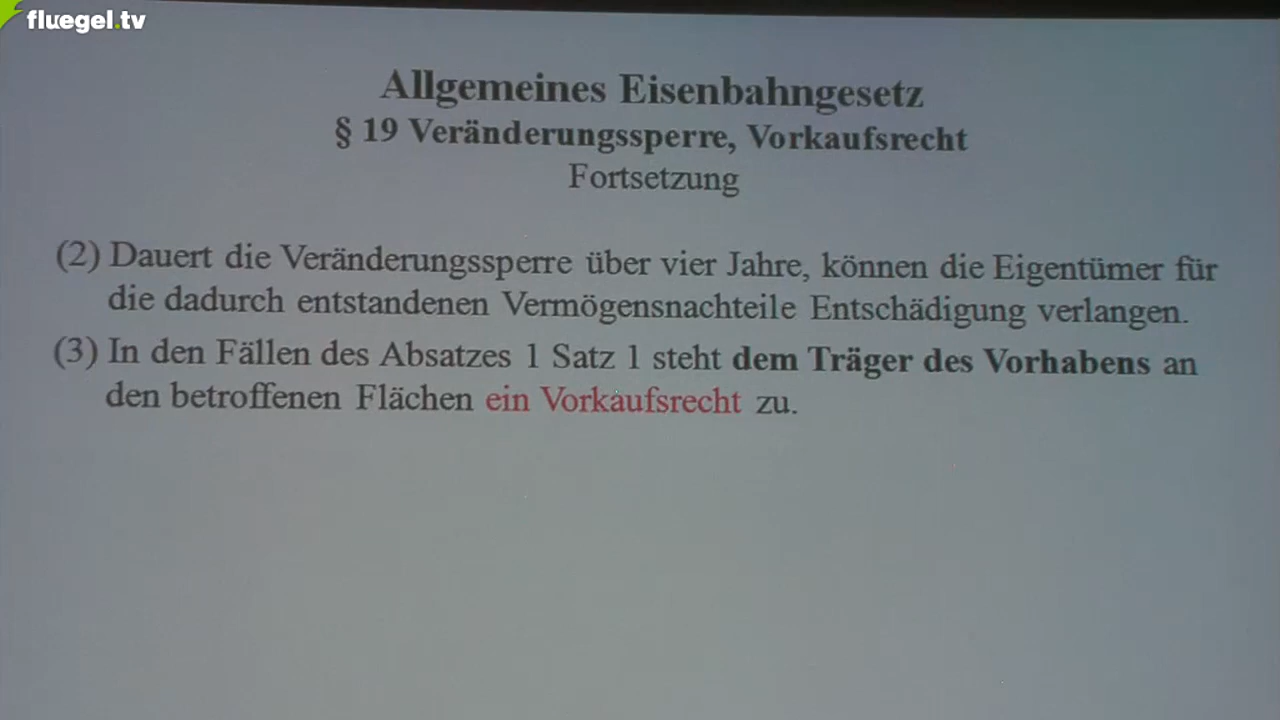 fluegel.tv
Allgemeines Eisenbahngesetz
§ 19 Veränderungssperre, Vorkaufsrecht
Fortsetzung
(2) Dauert die Veränderungssperre über vier Jahre, können die Eigentümer für
die dadurch entstandenen Vermögensnachteile Entschädigung verlangen.
(3) In den Fällen des Absatzes 1 Satz 1 steht dem Träger des Vorhabens an
den betroffenen Flächen ein Vorkaufsrecht zu.